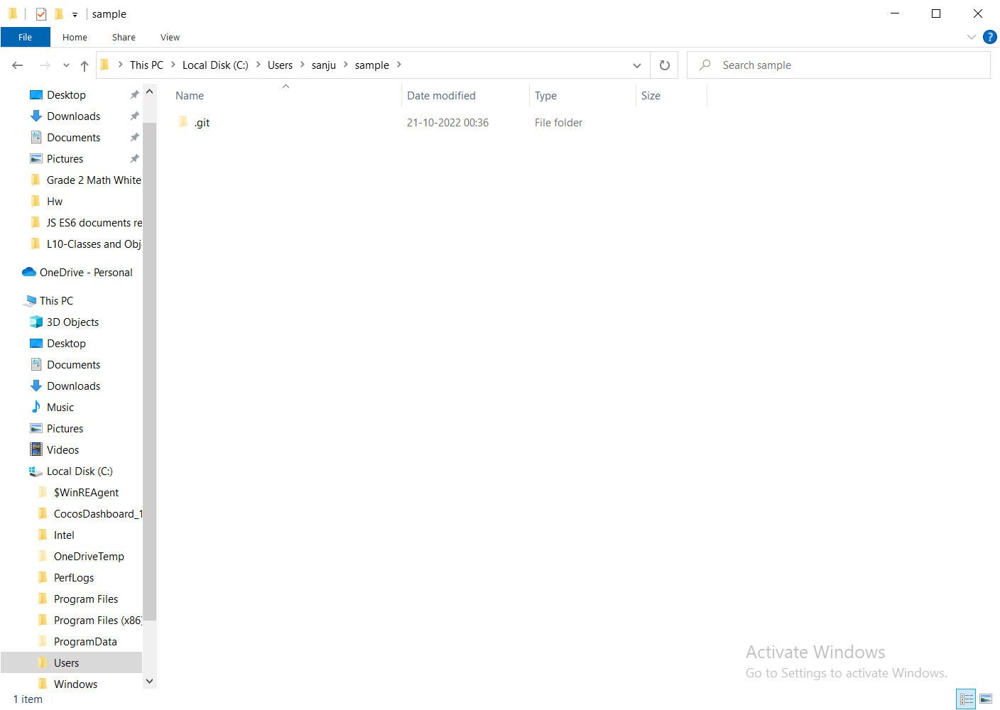 sample
File Home Share View
This PC Local Disk (C:) Users sanju sample
Search sample
Name Date modified Type Size
.git 21-10-2022 00:36 File folder
Desktop
Downloads
Documents
Pictures
Grade 2 Math White
Hw
JS ES6 documents re
L10-Classes and Obj
OneDrive - Personal
This PC
3D Objects
Desktop
Documents
Downloads
Music
Pictures
Videos
Local Disk (C:)
$WinREAgent
CocosDashboard_1
Intel
OneDriveTemp
PerfLogs
Program Files
Program Files (x86)
ProgramData
Users
Windows
Activate Windows
Go to Settings to activate Windows.
1 item